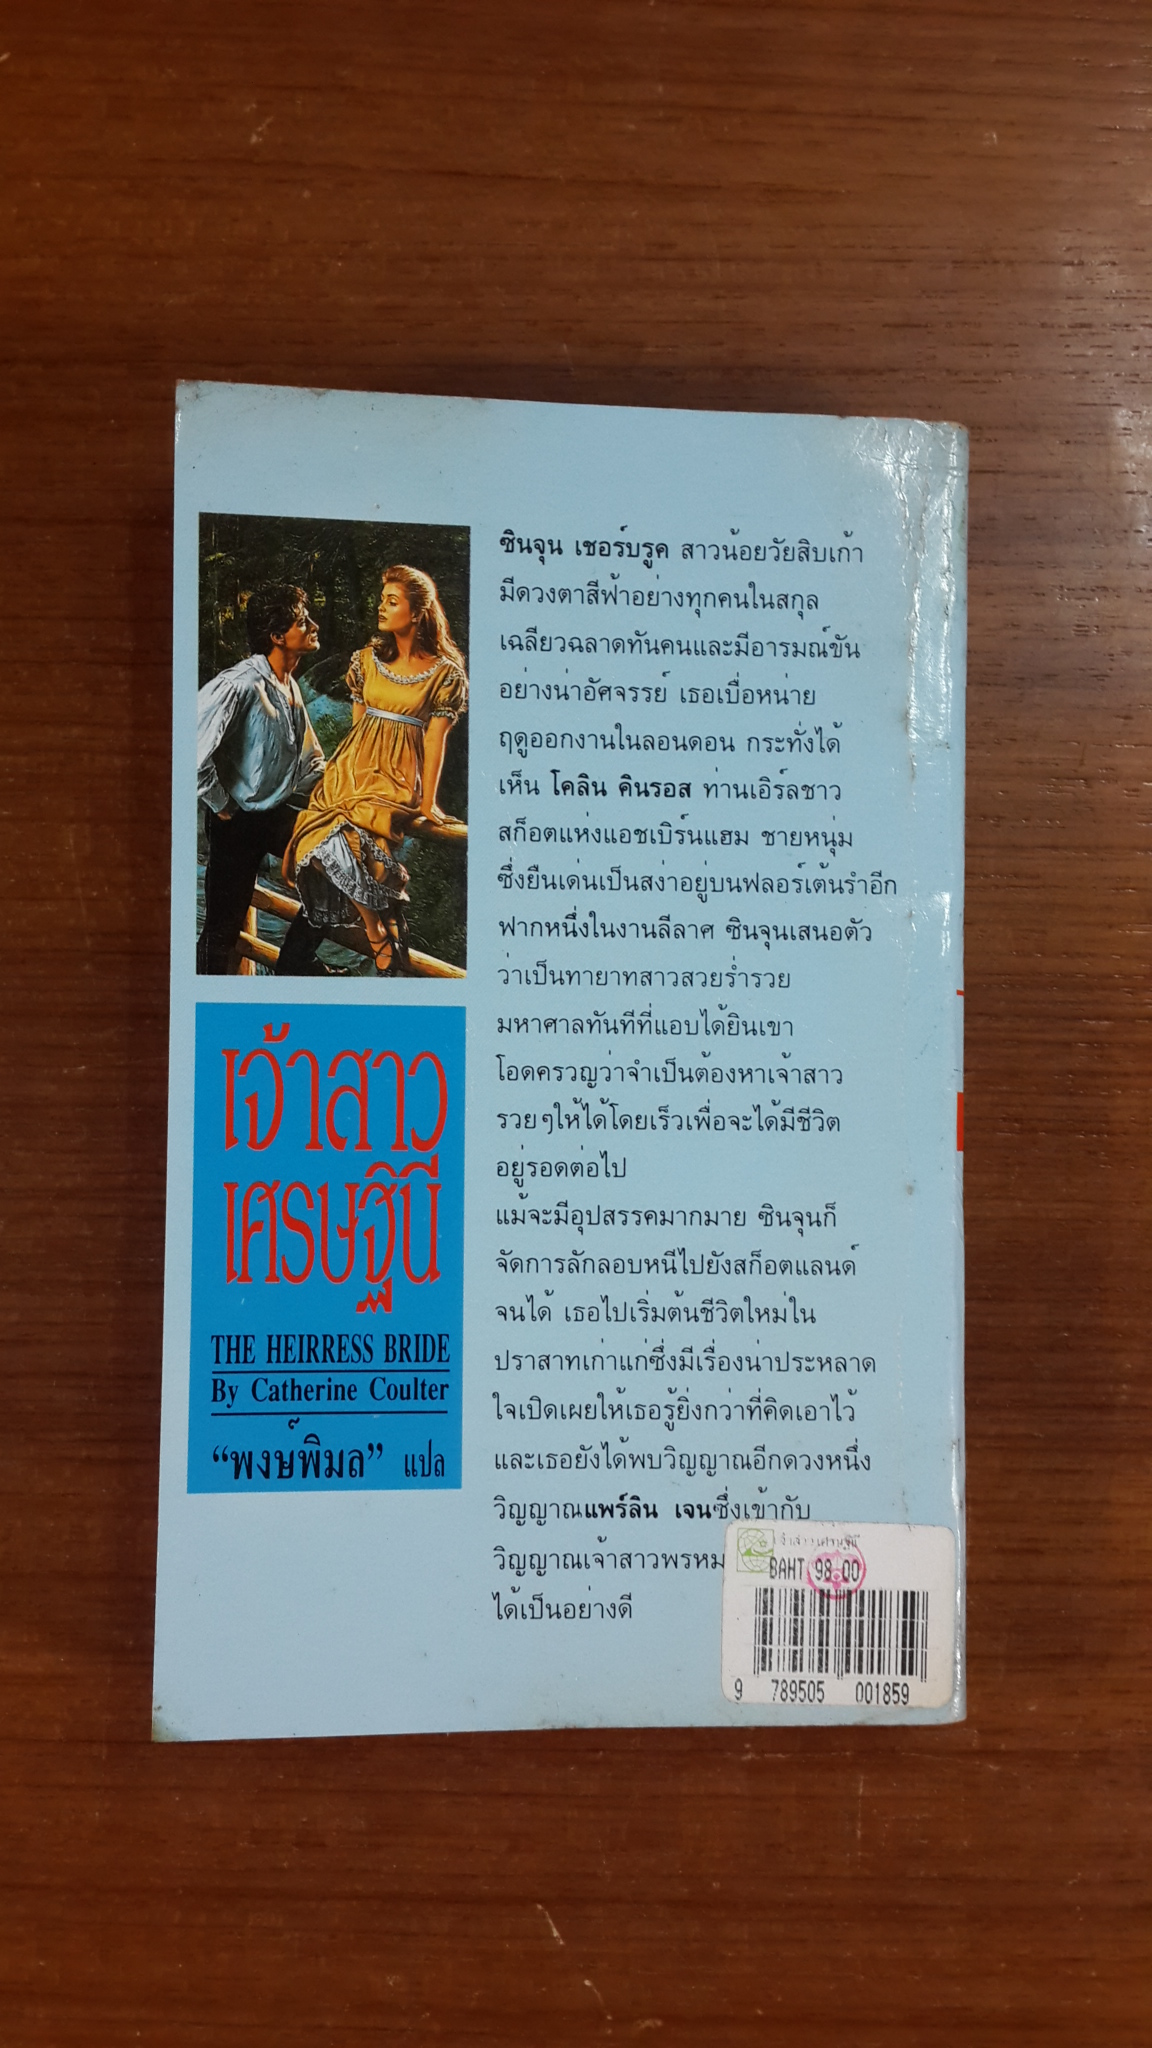 ซินจุน เชอร์บรูค สาวน้อยวัยสิบเก้า
มีดวงตาสีฟ้าอย่างทุกคนในสกุล
เฉลียวฉลาดทันคนและมีอารมณ์ขัน
อย่างน่าอัศจรรย์ เธอเบื่อหน่าย
ฤดูออกงานในลอนดอน กระทั่งได้
เห็น โคลิน คินรอส ท่านเอิร์ลชาว
สก็อตแห่งแอชเบิร์นแฮม ชายหนุ่ม
ซึ่งยืนเด่นเป็นสง่าอยู่บนฟลอร์เต้นรำอีก
ฟากหนึ่งในงานลีลาศ ซินจุนเสนอตัว
ว่าเป็นทายาทสาวสวยร่ำรวย
มหาศาลทันทีที่แอบได้ยินเขา
โอดครวญว่าจำเป็นต้องหาเจ้าสาว
รวยๆให้ได้โดยเร็วเพื่อจะได้มีชีวิต
อยู่รอดต่อไป
แม้จะมีอุปสรรคมากมาย ซินจุนก็
จัดการลักลอบหนีไปยังสก็อตแลนด์
จนได้ เธอไปเริ่มต้นชีวิตใหม่ใน
ปราสาทเก่าแก่ซึ่งมีเรื่องน่าประหลาด
ใจเปิดเผยให้เธอรู้ยิ่งกว่าที่คิดเอาไว้
และเธอยังได้พบวิญญาณอีกดวงหนึ่ง
วิญญาณแพร์ลิน เจนซึ่งเข้ากับ
วิญญาณเจ้าสาวพรหม
ได้เป็นอย่างดี
เจ้าสาว
เศรษฐินี
THE HEIRRESS BRIDE
By Catherine Coulter
“พงษ์พิมล” แปล
เจ้าสาวเศรษฐินี
BAHT 98.00
9 789505 001859